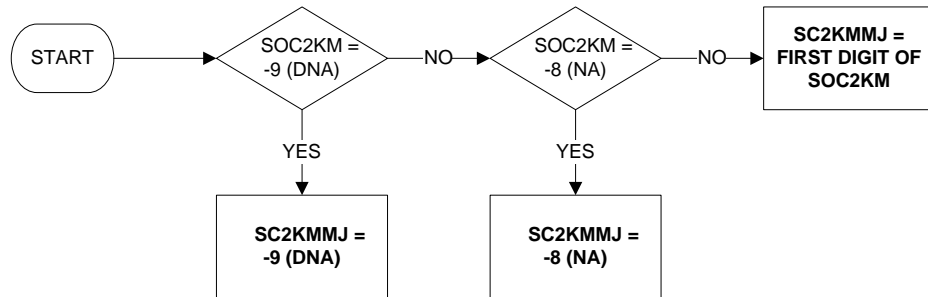 START
SOC2KM =
-9 (DNA)
NO
SOC2KM =
-8 (NA)
NO
SC2KMMJ =
FIRST DIGIT OF
SOC2KM
YES
YES
SC2KMMJ =
-9 (DNA)
SC2KMMJ =
-8 (NA)